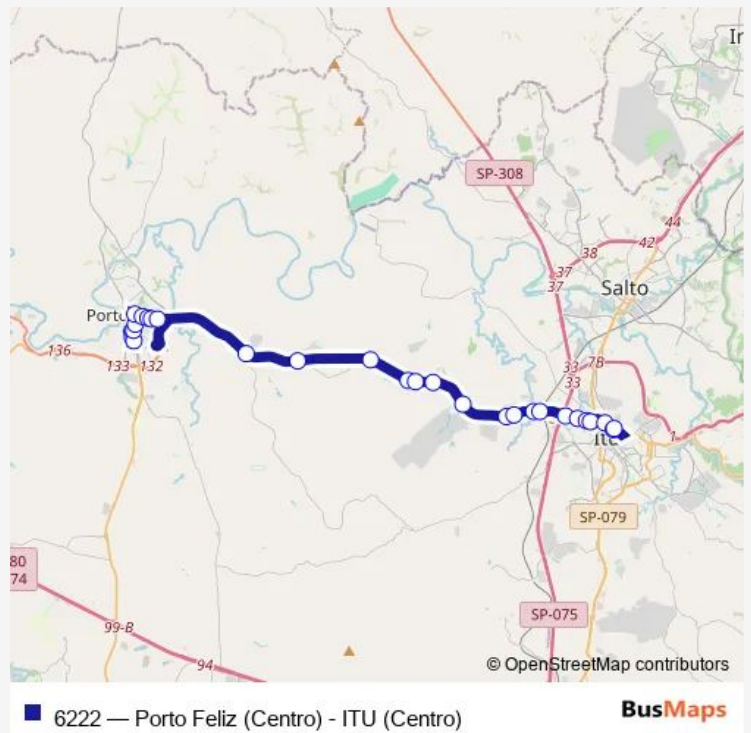 Ir
SP-308
44
38
42
37
37
Salto
Porto
136
133
132
33
7B
33
1
Itu
SP-079
80
74
SP-075
99-B
94
© OpenStreetMap contributors
6222 — Porto Feliz (Centro) - ITU (Centro)
BusMaps